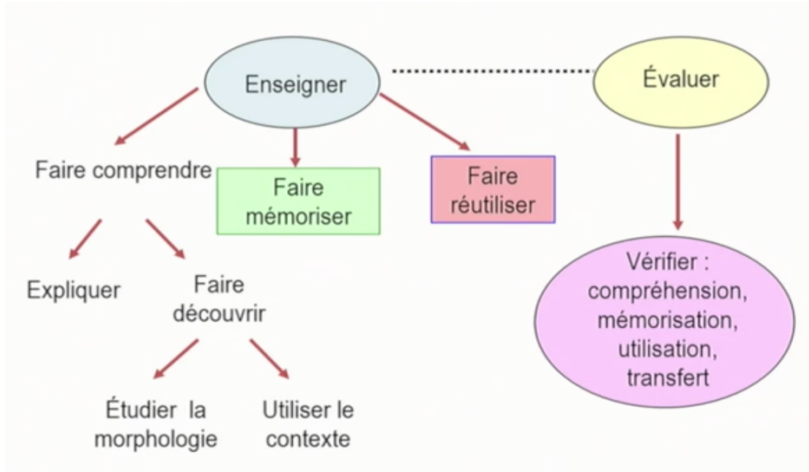 Enseigner
Évaluer
Faire comprendre
Faire
mémoriser
Faire
réutiliser
Expliquer
Faire
découvrir
Vérifier :
compréhension,
mémorisation,
utilisation,
transfert
Étudier la
morphologie
Utiliser le
contexte